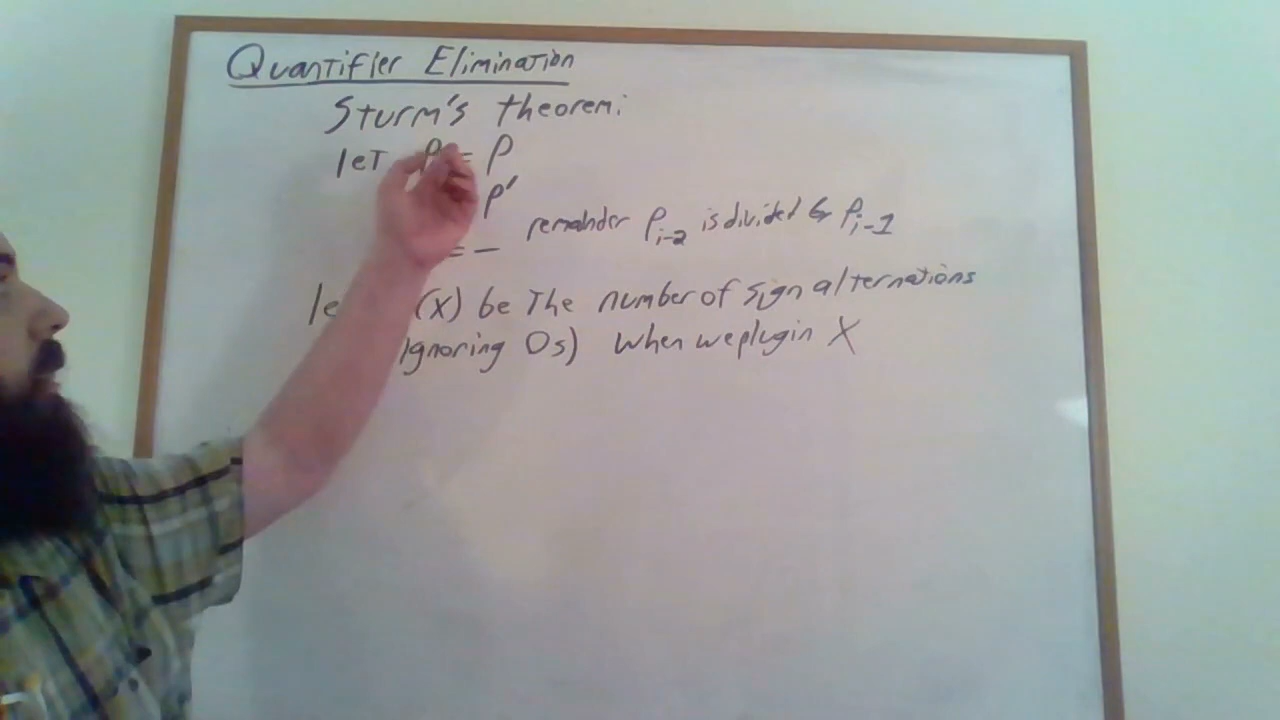 Quantifier Elimination
Sturm's theorem:
let P = P
P'
= - remainder P_{i-2} is divided by P_{i-1}
(x) be the number of sign alternations
ignoring 0s) when we plug in X